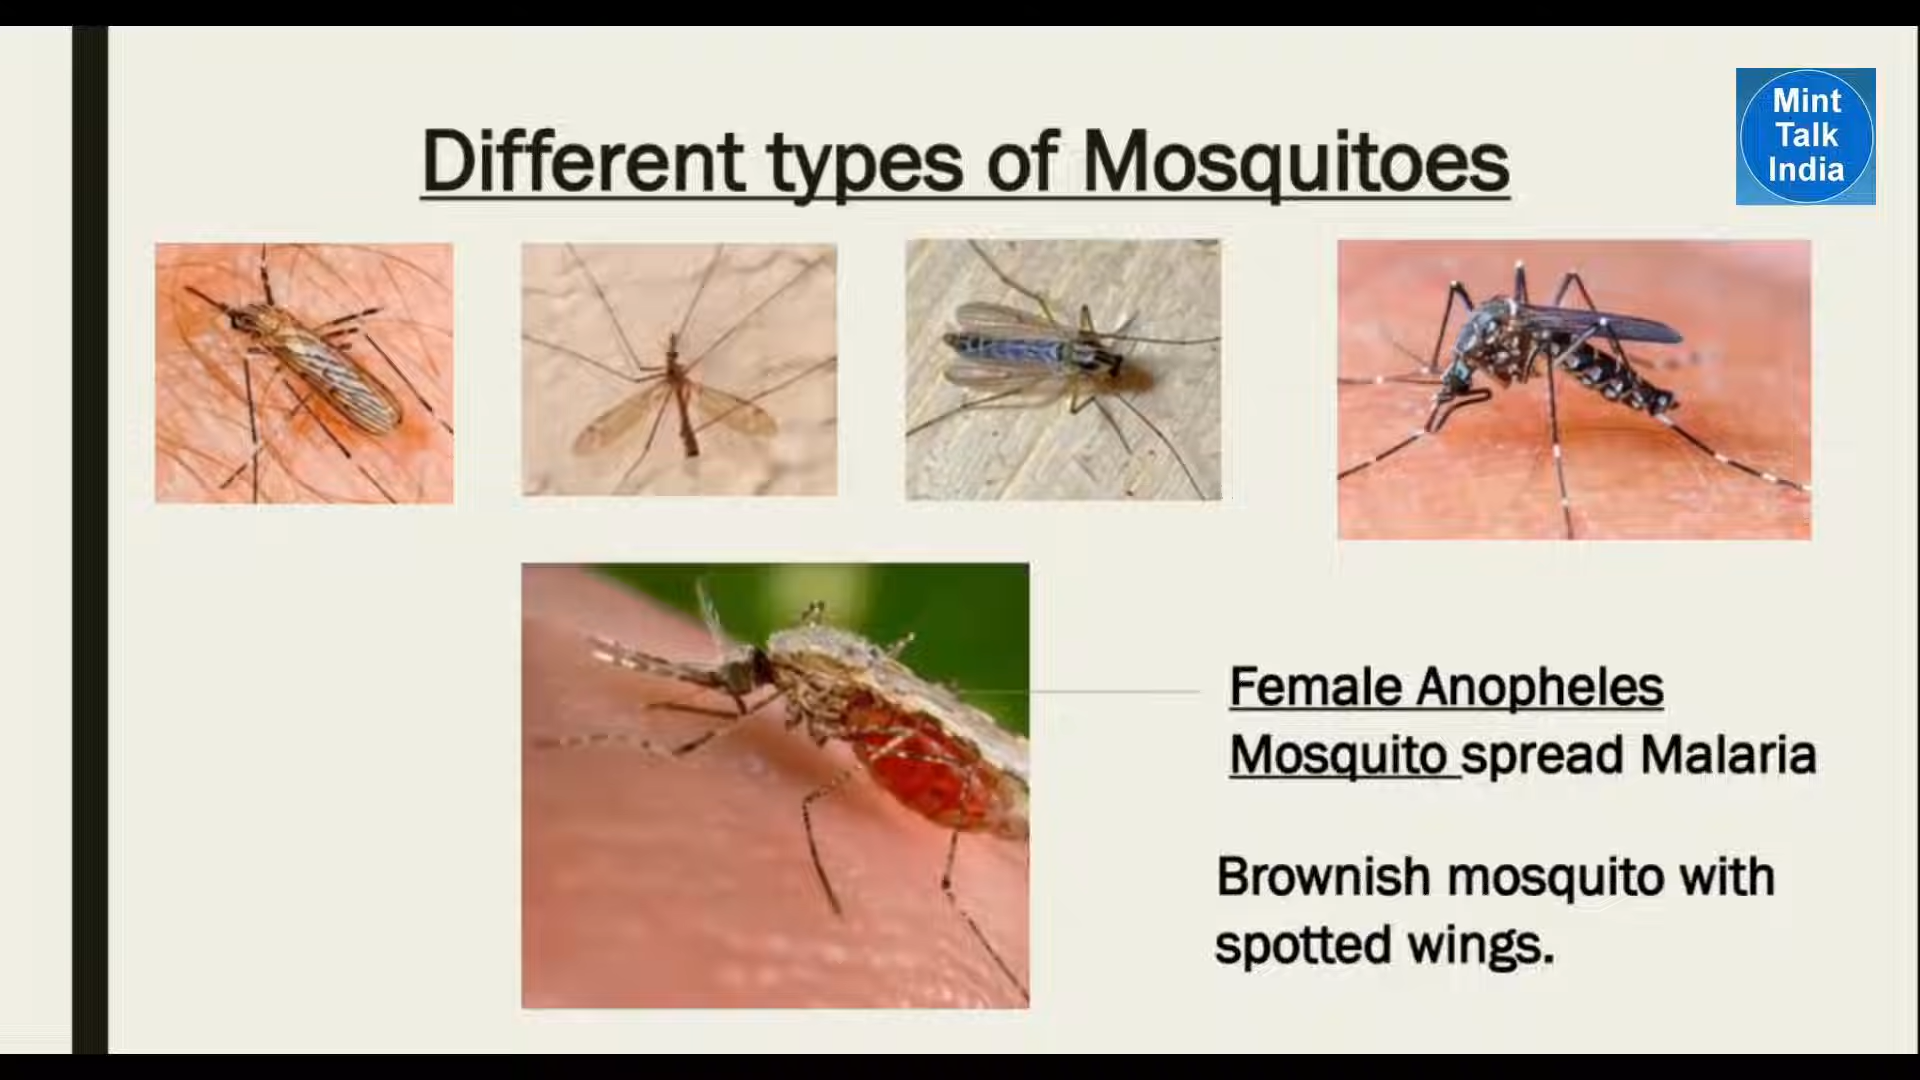 Different types of Mosquitoes
Mint
Talk
India
Female Anopheles
Mosquito spread Malaria
Brownish mosquito with
spotted wings.